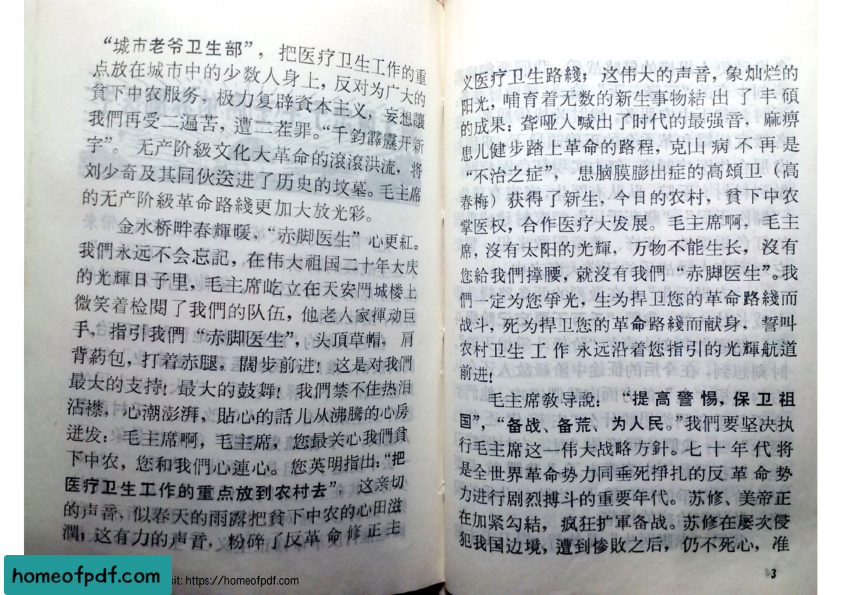 “城市老爷卫生部”，把医疗卫生工作的重
点放在城市中的少数人身上，反对为广大的
貧下中农服务，极力复辟資本主义，妄想讓
我們再受二遍苦，遭二茬罪。“千鈞霹靂开新
宇”。无产阶級文化大革命的滾滾洪流，将
刘少奇及其同伙送进了历史的坟墓。毛主席
的无产阶級革命路綫更加大放光彩。
金水桥畔春輝暖，“赤脚医生”心更紅。
我們永远不会忘記，在伟大祖国二十年大庆
的光輝日子里，毛主席屹立在天安門城楼上
微笑着检閱了我們的队伍，他老人家揮动巨
手，指引我們“赤脚医生”，头頂草帽，肩
背葯包，打着赤腿，闊步前进！这是对我們
最大的支持！最大的鼓舞！我們禁不住热泪
沾襟，心潮澎湃，貼心的話儿从沸騰的心房
迸发：毛主席啊，毛主席，您最关心我們貧
下中农，您和我們心連心。您英明指出：“把
医疗卫生工作的重点放到农村去”，这亲切
的声音，似春天的雨露把貧下中农的心田滋
潤；这有力的声音，粉碎了反革命修正主
义医疗卫生路綫；这伟大的声音，象灿烂的
阳光，哺育着无数的新生事物結出了丰碩
的成果：聋哑人喊出了时代的最强音，麻痹
患儿健步踏上革命的路程，克山病不再是
“不治之症”，患脑膜膨出症的高頌卫（高
春梅）获得了新生，今日的农村，貧下中农
掌医权，合作医疗大发展。毛主席啊，毛主
席，沒有太阳的光輝，万物不能生长，沒有
您給我們撑腰，就沒有我們“赤脚医生”。我
們一定为您爭光，生为捍卫您的革命路綫而
战斗，死为捍卫您的革命路綫而献身，誓叫
农村卫生工作永远沿着您指引的光輝航道
前进！
毛主席敎导說：“提高警惕，保卫祖
国”，“备战、备荒、为人民。”我們要坚决执
行毛主席这一伟大战略方針。七十年代将
是全世界革命势力同垂死掙扎的反革命势
力进行剧烈搏斗的重要年代。苏修、美帝正
在加紧勾結，疯狂扩軍备战。苏修在屡次侵
犯我国边境，遭到惨敗之后，仍不死心，准
3
homeofpdf.com
sit: https://homeofpdf.com